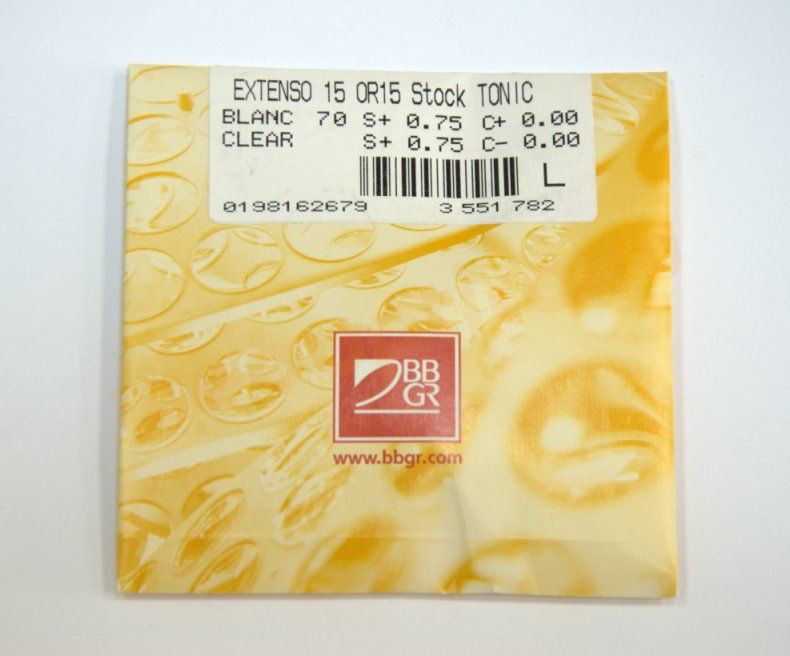 EXTENSO 15 OR15 Stock TONIC
BLANC 70 S+ 0.75 C+ 0.00
CLEAR S+ 0.75 C- 0.00
L
0198162679 3 551 782
BB
GR
www.bbgr.com